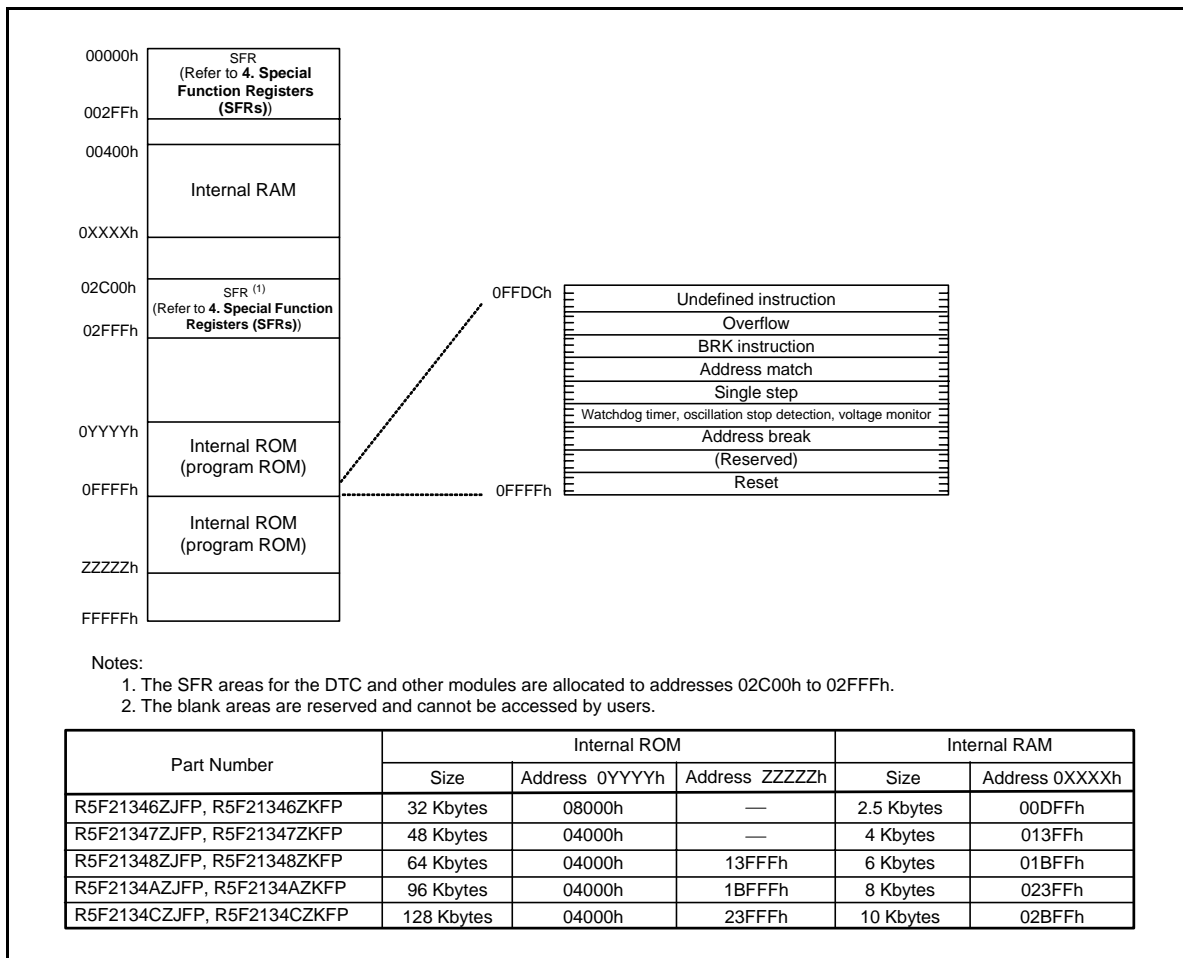 00000h
SFR
(Refer to 4. Special
Function Registers
(SFRs))
002FFh
00400h
Internal RAM
0XXXXh
02C00h
SFR (1)
(Refer to 4. Special Function
Registers (SFRs))
02FFFh
0YYYYh
Internal ROM
(program ROM)
0FFFFh
Internal ROM
(program ROM)
ZZZZZh
FFFFFh
0FFDCh
Undefined instruction
Overflow
BRK instruction
Address match
Single step
Watchdog timer, oscillation stop detection, voltage monitor
Address break
(Reserved)
0FFFFh
Reset
Notes:
1. The SFR areas for the DTC and other modules are allocated to addresses 02C00h to 02FFFh.
2. The blank areas are reserved and cannot be accessed by users.
Part Number Internal ROM Internal RAM
Size Address 0YYYYh Address ZZZZZh Size Address 0XXXXh
R5F21346ZJFP, R5F21346ZKFP 32 Kbytes 08000h — 2.5 Kbytes 00DFFh
R5F21347ZJFP, R5F21347ZKFP 48 Kbytes 04000h — 4 Kbytes 013FFh
R5F21348ZJFP, R5F21348ZKFP 64 Kbytes 04000h 13FFFh 6 Kbytes 01BFFh
R5F2134AZJFP, R5F2134AZKFP 96 Kbytes 04000h 1BFFFh 8 Kbytes 023FFh
R5F2134CZJFP, R5F2134CZKFP 128 Kbytes 04000h 23FFFh 10 Kbytes 02BFFh